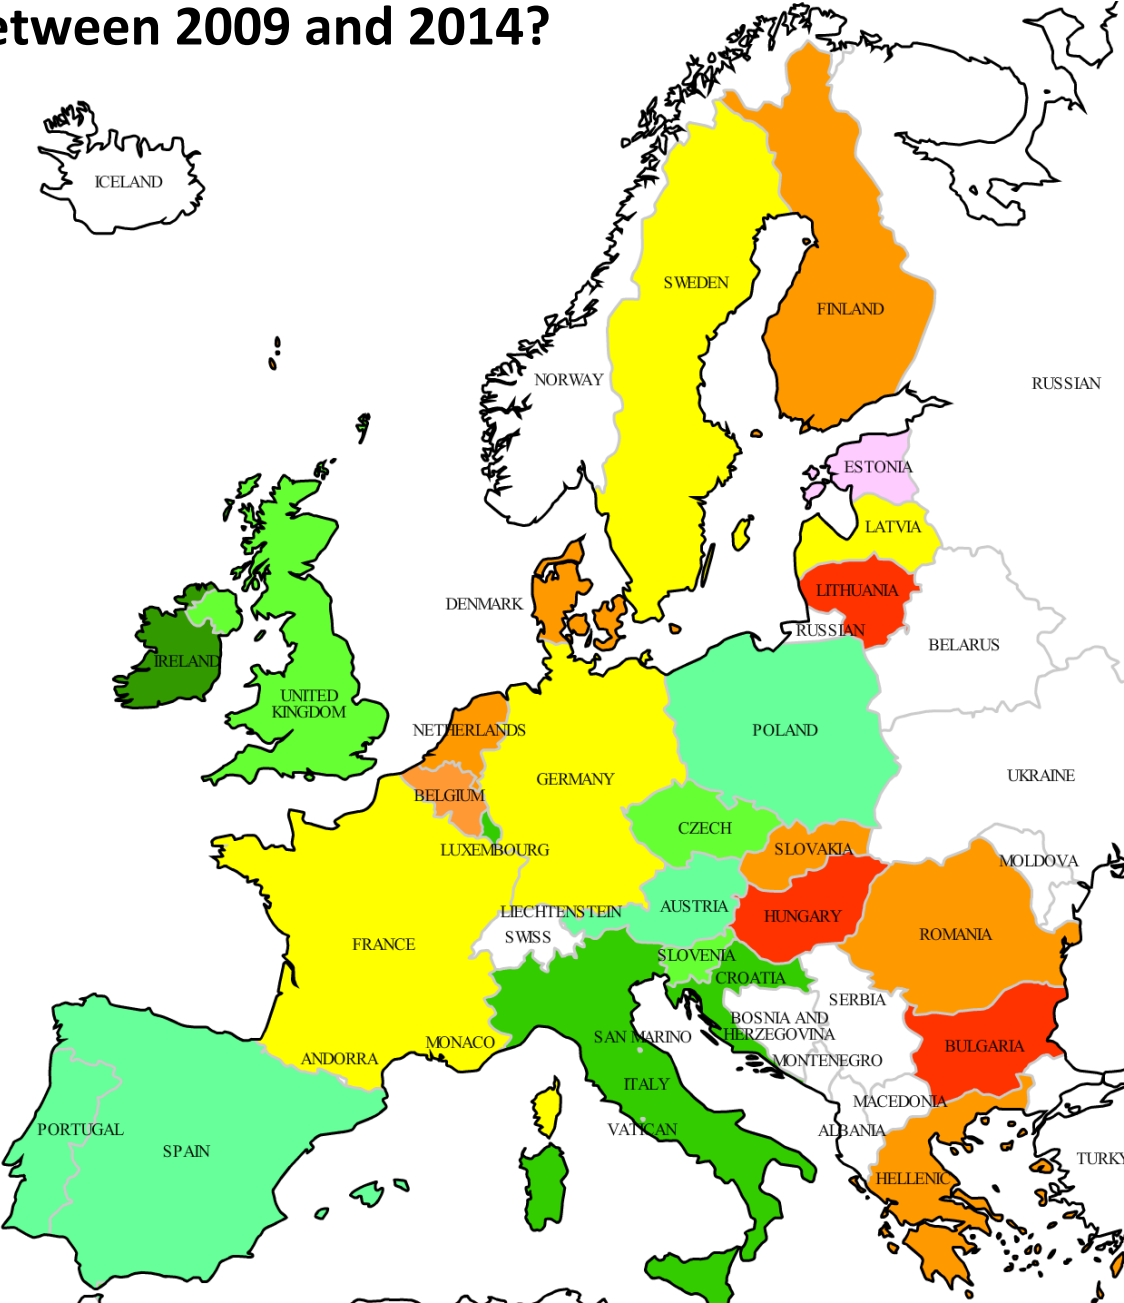 etween 2009 and 2014?
ICELAND
SWEDEN
FINLAND
NORWAY
RUSSIAN
ESTONIA
LATVIA
LITHUANIA
DENMARK
RUSSIAN
BELARUS
IRELAND
UNITED
KINGDOM
NETHERLANDS
POLAND
GERMANY
UKRAINE
BELGIUM
CZECH
LUXEMBOURG
SLOVAKIA
MOLDOVA
LIECHTENSTEIN
AUSTRIA
HUNGARY
SWISS
FRANCE
ROMANIA
SLOVENIA
CROATIA
SERBIA
BOSNIA AND
HERZEGOVINA
SAN MARINO
MONACO
BULGARIA
ANDORRA
MONTENEGRO
ITALY
MACEDONIA
PORTUGAL
VATICAN
ALBANIA
SPAIN
TURKY
HELLENIC